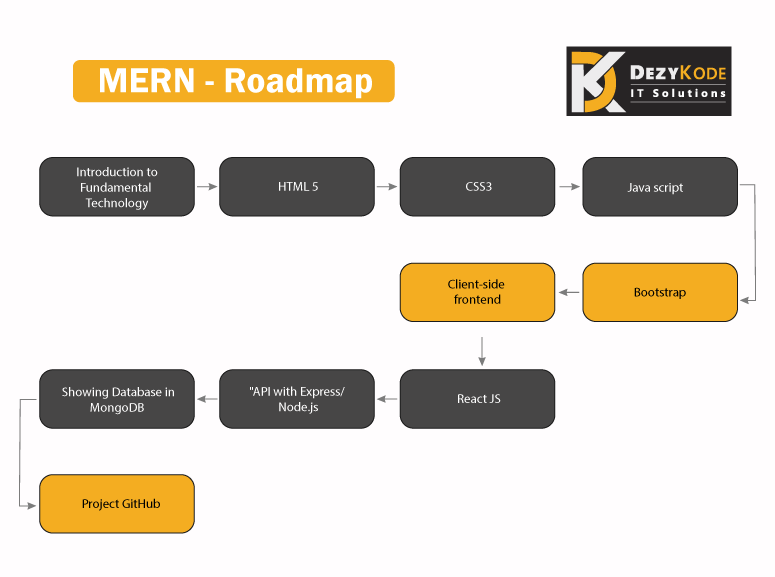 MERN - Roadmap
DK
DEZYKODE
IT Solutions
Introduction to
Fundamental
Technology
HTML 5
CSS3
Java script
Client-side
frontend
Bootstrap
Showing Database in
MongoDB
"API with Express/
Node.js
React JS
Project GitHub